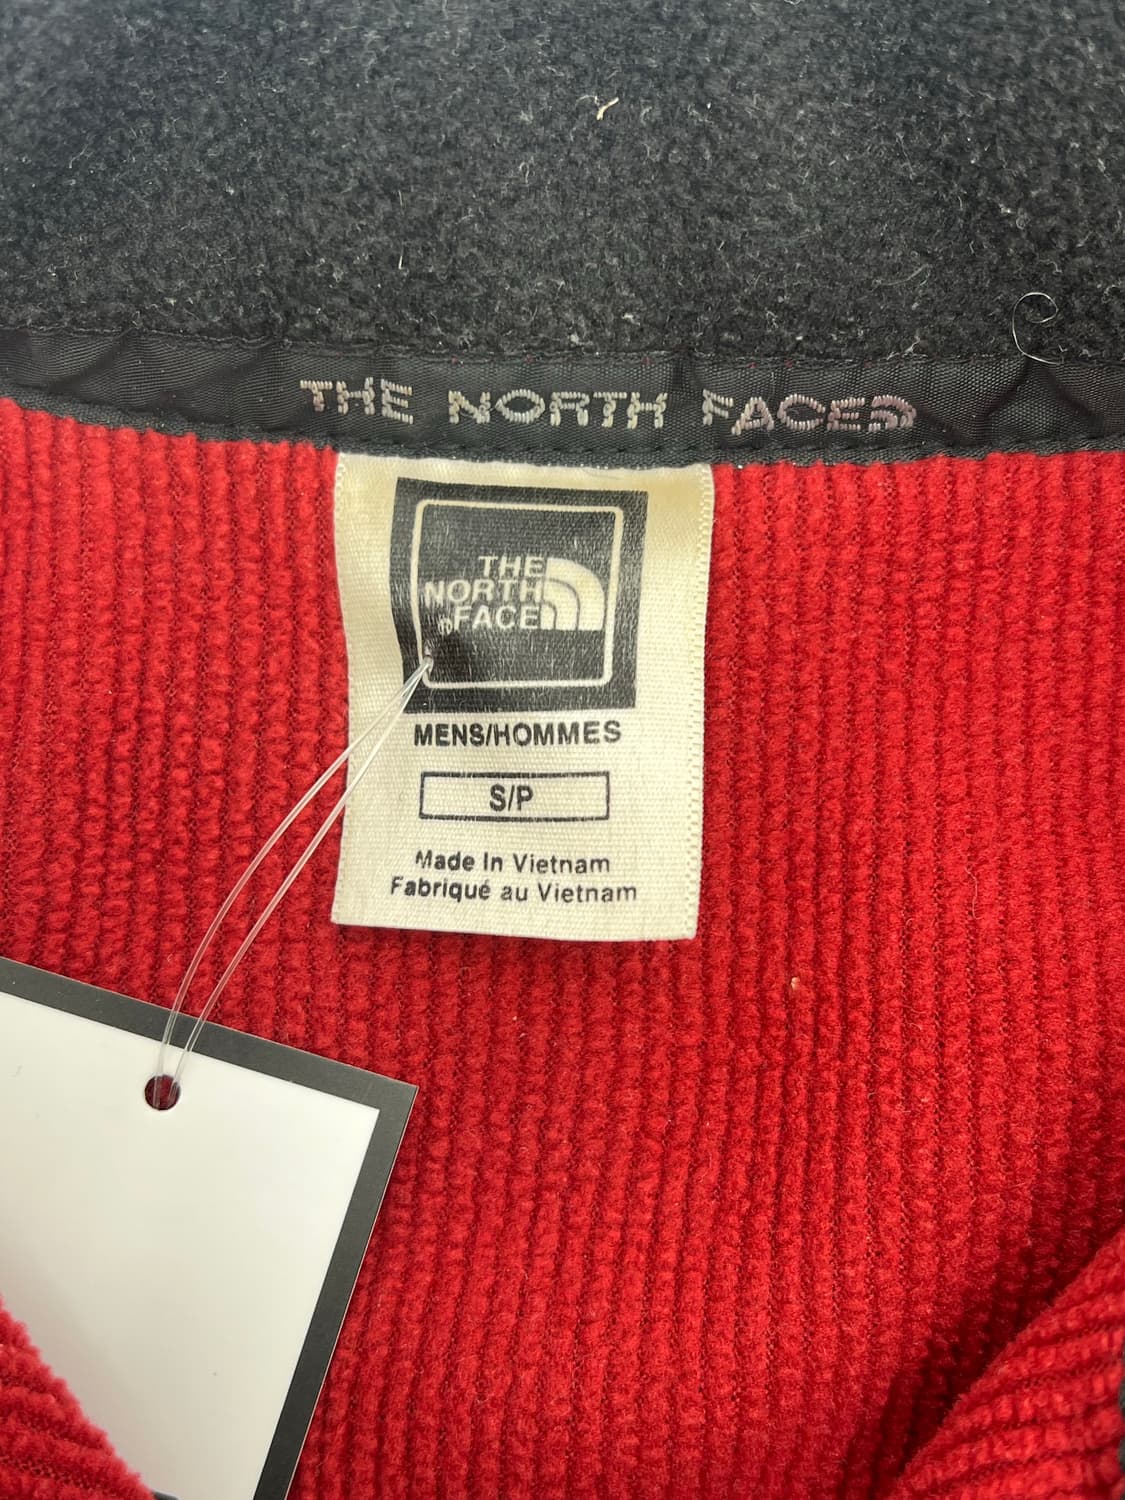 THE NORTH FACE
THE
NORTH
FACE
®
MENS/HOMMES
S/P
Made In Vietnam
Fabriqué au Vietnam